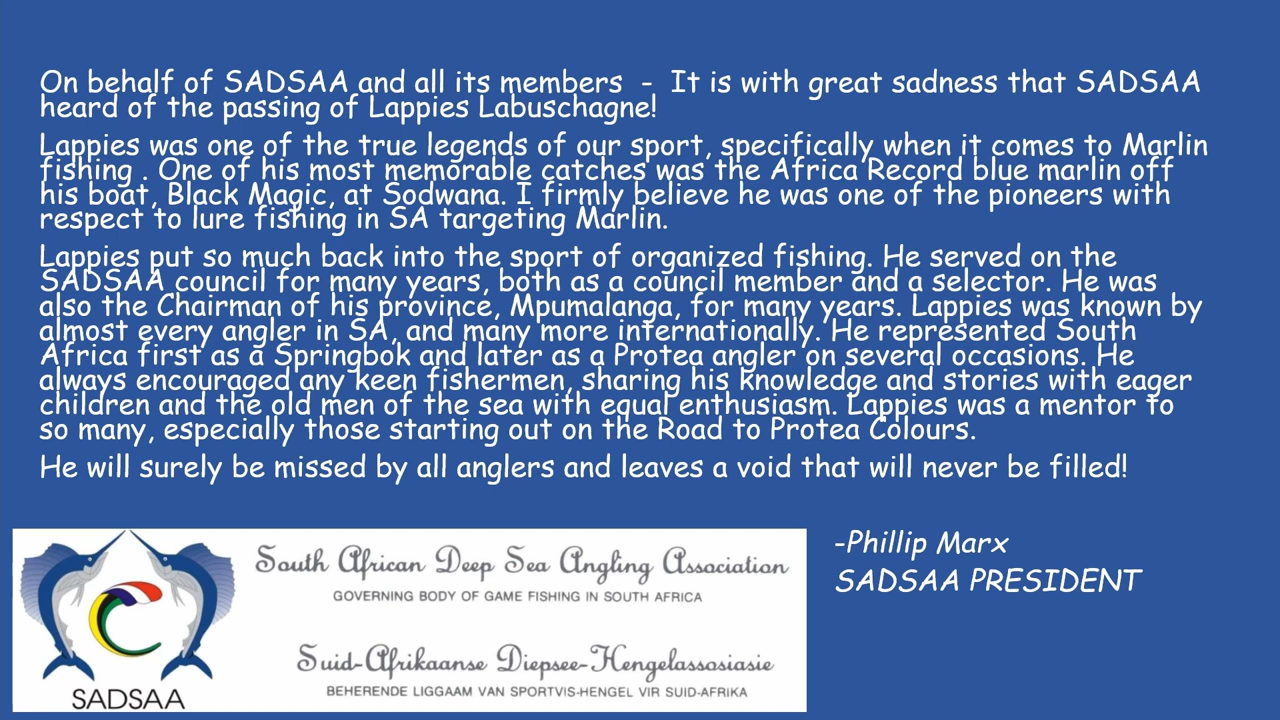 On behalf of SADSAA and all its members - It is with great sadness that SADSAA
heard of the passing of Lappies Labuschagne!
Lappies was one of the true legends of our sport, specifically when it comes to Marlin
fishing . One of his most memorable catches was the Africa Record blue marlin off
his boat, Black Magic, at Sodwana. I firmly believe he was one of the pioneers with
respect to lure fishing in SA targeting Marlin.
Lappies put so much back into the sport of organized fishing. He served on the
SADSAA council for many years, both as a council member and a selector. He was
also the Chairman of his province, Mpumalanga, for many years. Lappies was known by
almost every angler in SA, and many more internationally. He represented South
Africa first as a Springbok and later as a Protea angler on several occasions. He
always encouraged any keen fishermen, sharing his knowledge and stories with eager
children and the old men of the sea with equal enthusiasm. Lappies was a mentor to
so many, especially those starting out on the Road to Protea Colours.
He will surely be missed by all anglers and leaves a void that will never be filled!
-Phillip Marx
SADSAA PRESIDENT
South African Deep Sea Angling Association
GOVERNING BODY OF GAME FISHING IN SOUTH AFRICA
Suid-Afrikaanse Diepsee-Hengelassosiasie
BEHERENDE LIGGAAM VAN SPORTVIS-HENGEL VIR SUID-AFRIKA
SADSAA